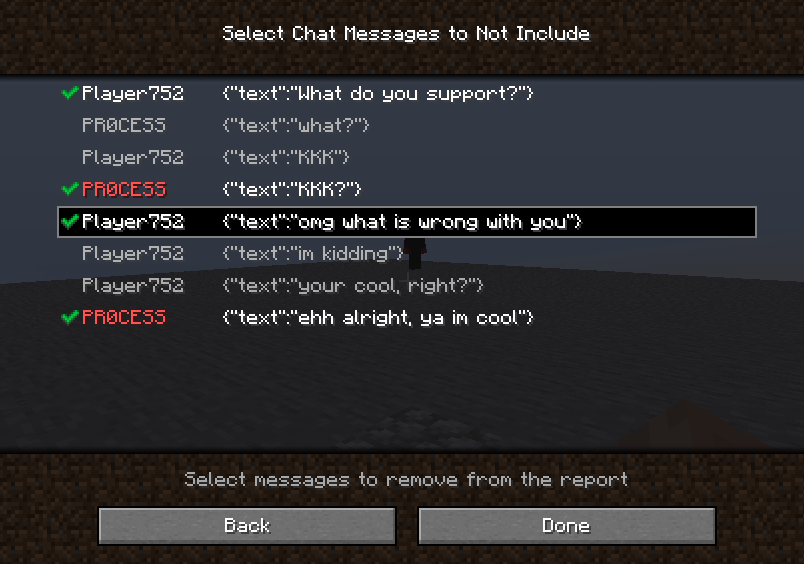 Select Chat Messages to Not Include
Player752 {"text":"What do you support?"}
PR0CESS {"text":"what?"}
Player752 {"text":"KKK"}
PR0CESS {"text":"KKK?"}
Player752 {"text":"omg what is wrong with you"}
Player752 {"text":"im kidding"}
Player752 {"text":"your cool, right?"}
PR0CESS {"text":"ehh alright, ya im cool"}
Select messages to remove from the report
Back Done